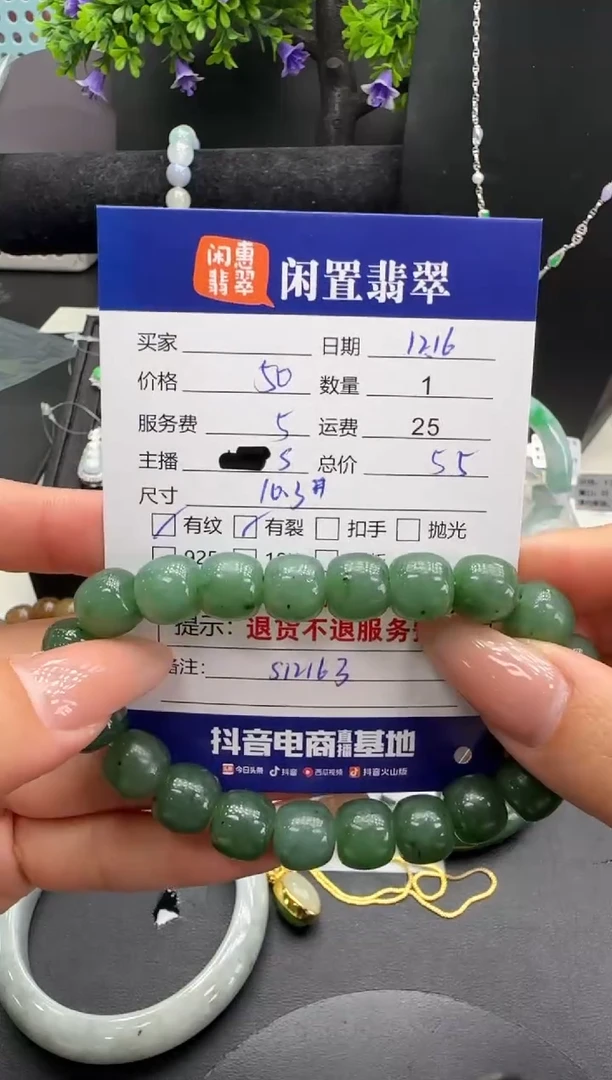 闲惠翡翠 闲置翡翠
买家 日期 1216
价格 50 数量 1
服务费 5 运费 25
主播 S 总价 55
尺寸 10.3#
有纹 有裂 扣手 抛光
925
提示：退货不退服务费
备注： S12163
抖音电商直播基地
今日头条 抖音 西瓜视频 抖音火山版